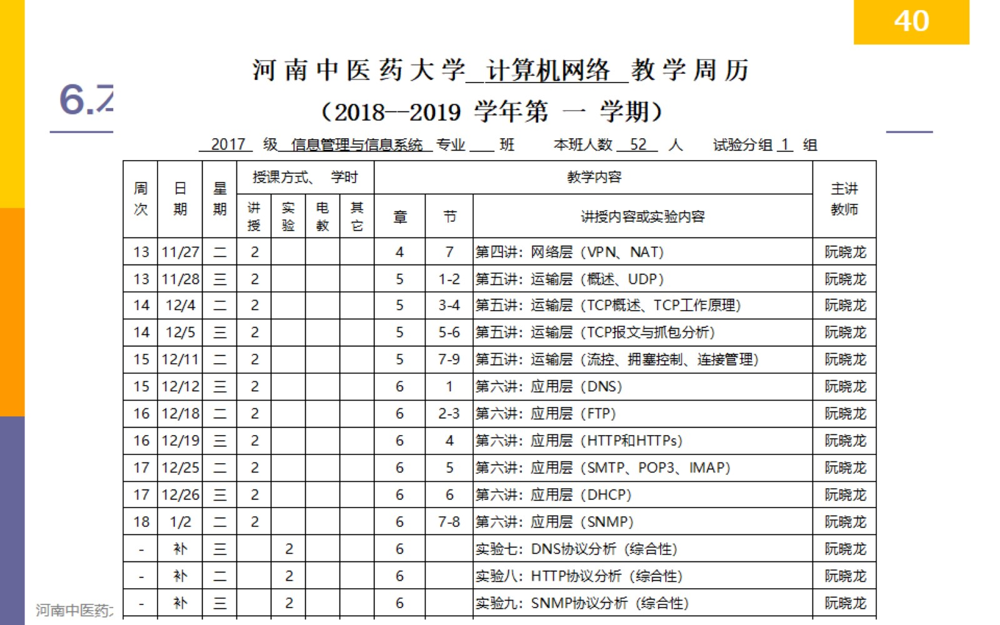 40
6.
河南中医药大学 计算机网络 教学周历
（2018--2019 学年第 一 学期）
2017 级 信息管理与信息系统 专业 班 本班人数 52 人 试验分组 1 组
周次 日期 星期 授课方式、 学时 教学内容 主讲教师
讲授 实验 电教 其它 章 节 讲授内容或实验内容
13 11/27 二 2 4 7 第四讲：网络层（VPN、NAT） 阮晓龙
13 11/28 三 2 5 1-2 第五讲：运输层（概述、UDP） 阮晓龙
14 12/4 二 2 5 3-4 第五讲：运输层（TCP概述、TCP工作原理） 阮晓龙
14 12/5 三 2 5 5-6 第五讲：运输层（TCP报文与抓包分析） 阮晓龙
15 12/11 二 2 5 7-9 第五讲：运输层（流控、拥塞控制、连接管理） 阮晓龙
15 12/12 三 2 6 1 第六讲：应用层（DNS） 阮晓龙
16 12/18 二 2 6 2-3 第六讲：应用层（FTP） 阮晓龙
16 12/19 三 2 6 4 第六讲：应用层（HTTP和HTTPs） 阮晓龙
17 12/25 二 2 6 5 第六讲：应用层（SMTP、POP3、IMAP） 阮晓龙
17 12/26 三 2 6 6 第六讲：应用层（DHCP） 阮晓龙
18 1/2 二 2 6 7-8 第六讲：应用层（SNMP） 阮晓龙
- 补 三 2 6 实验七：DNS协议分析（综合性） 阮晓龙
- 补 二 2 6 实验八：HTTP协议分析（综合性） 阮晓龙
- 补 三 2 6 实验九：SNMP协议分析（综合性） 阮晓龙
河南中医药